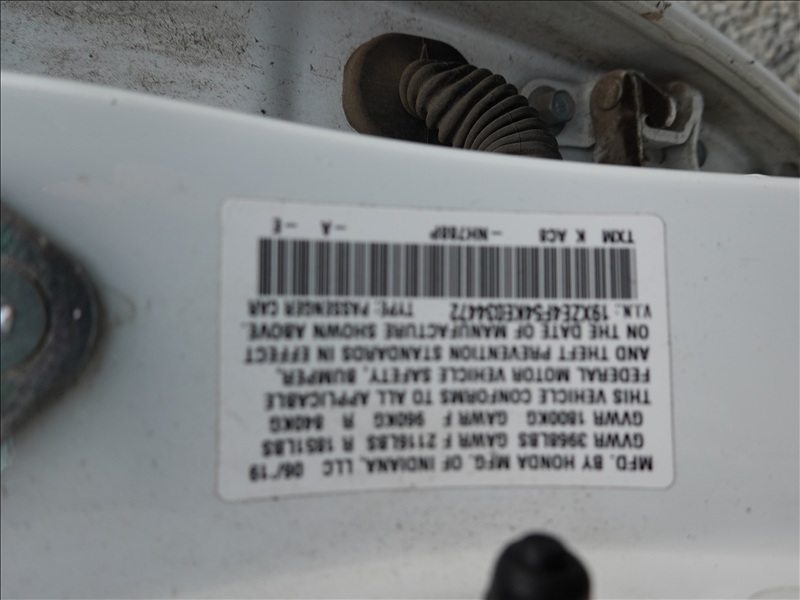 MFD. BY HONDA MFG. OF INDIANA, LLC 06/19
GVWR 3968LBS GAWR F 2116LBS R 1851LBS
GVWR 1800KG GAWR F 960KG R 840KG
THIS VEHICLE CONFORMS TO ALL APPLICABLE
FEDERAL MOTOR VEHICLE SAFETY, BUMPER,
AND THEFT PREVENTION STANDARDS IN EFFECT
ON THE DATE OF MANUFACTURE SHOWN ABOVE.
V.I.N.: 19XZE4F54KE034472 TYPE: PASSENGER CAR
TXM K AC8 -NH788P -A -E